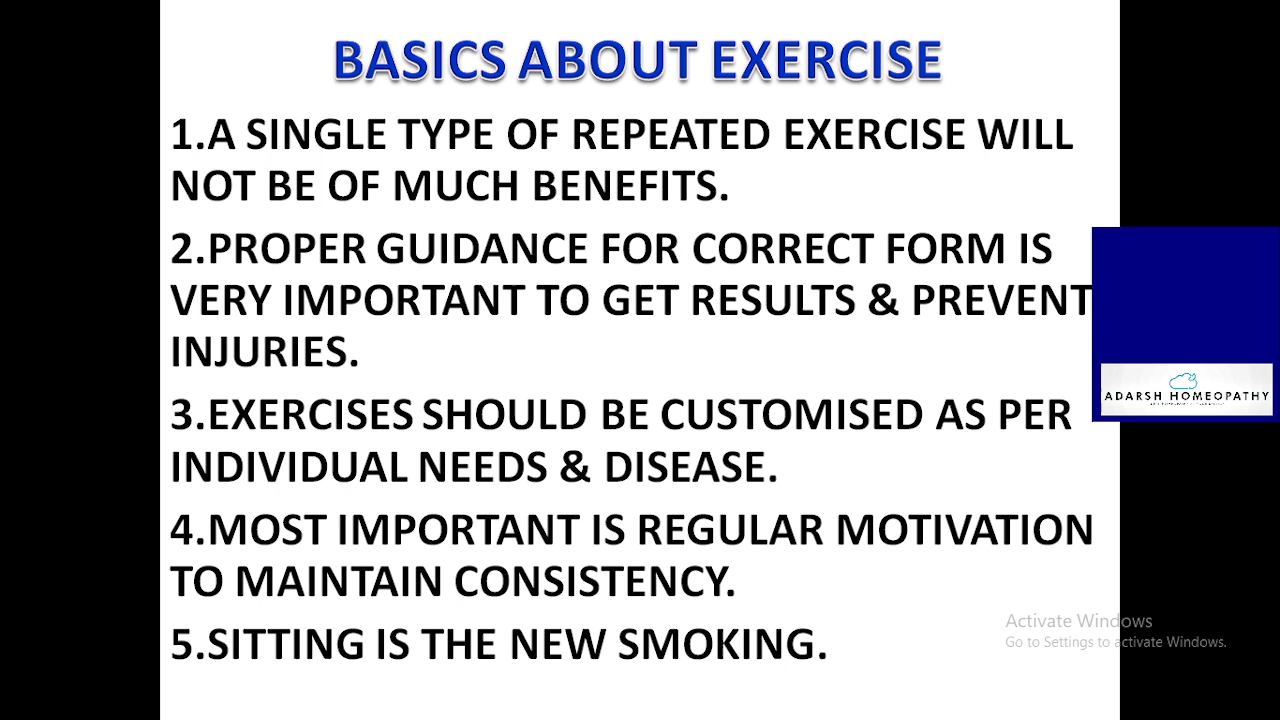 BASICS ABOUT EXERCISE
1.A SINGLE TYPE OF REPEATED EXERCISE WILL
NOT BE OF MUCH BENEFITS.
2.PROPER GUIDANCE FOR CORRECT FORM IS
VERY IMPORTANT TO GET RESULTS & PREVENT
INJURIES.
3.EXERCISES SHOULD BE CUSTOMISED AS PER
INDIVIDUAL NEEDS & DISEASE.
4.MOST IMPORTANT IS REGULAR MOTIVATION
TO MAINTAIN CONSISTENCY.
5.SITTING IS THE NEW SMOKING.
ADARSH HOMEOPATHY
Activate Windows
Go to Settings to activate Windows.